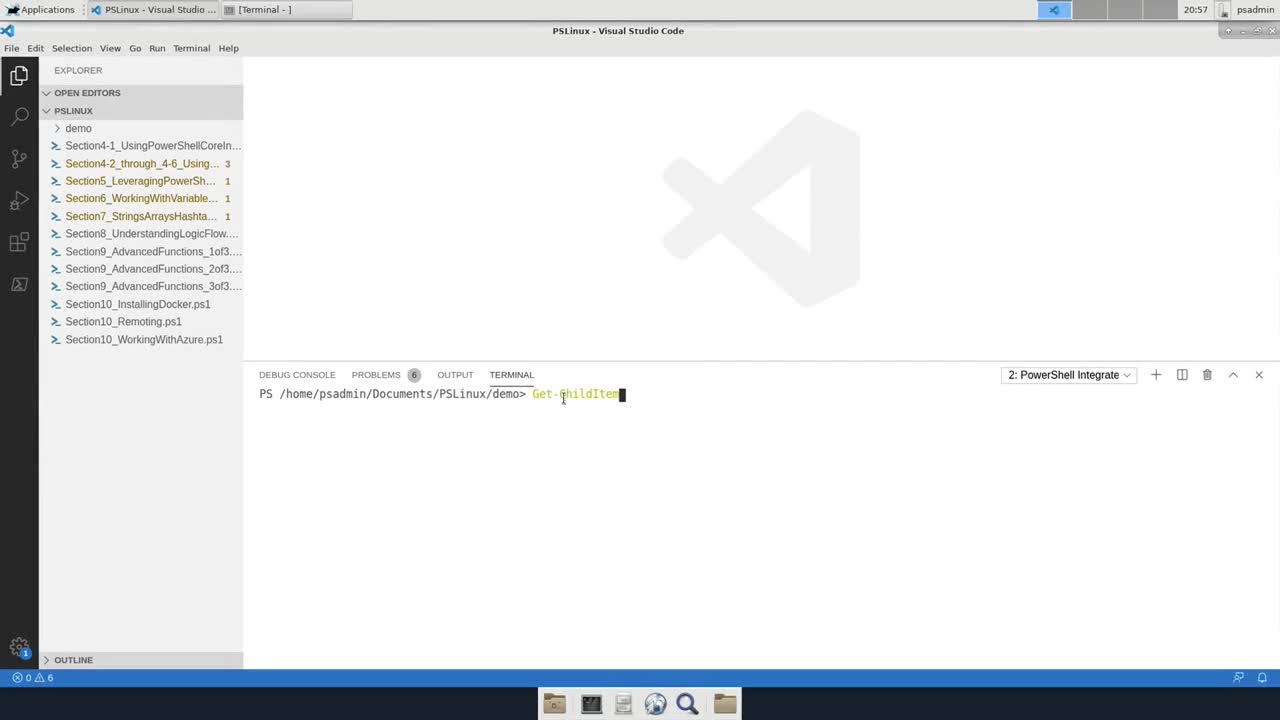 Applications PSLinux - Visual Studio ... [Terminal - ] 20:57 psadmin
PSLinux - Visual Studio Code
File Edit Selection View Go Run Terminal Help
EXPLORER
OPEN EDITORS
PSLINUX
demo
Section4-1_UsingPowerShellCoreIn...
Section4-2_through_4-6_Using... 3
Section5_LeveragingPowerSh... 1
Section6_WorkingWithVariable... 1
Section7_StringsArraysHashta... 1
Section8_UnderstandingLogicFlow....
Section9_AdvancedFunctions_1of3....
Section9_AdvancedFunctions_2of3....
Section9_AdvancedFunctions_3of3....
Section10_InstallingDocker.ps1
Section10_Remoting.ps1
Section10_WorkingWithAzure.ps1
DEBUG CONSOLE PROBLEMS 6 OUTPUT TERMINAL 2: PowerShell Integrate
PS /home/psadmin/Documents/PSLinux/demo> Get-ChildItem
1
OUTLINE
0 6